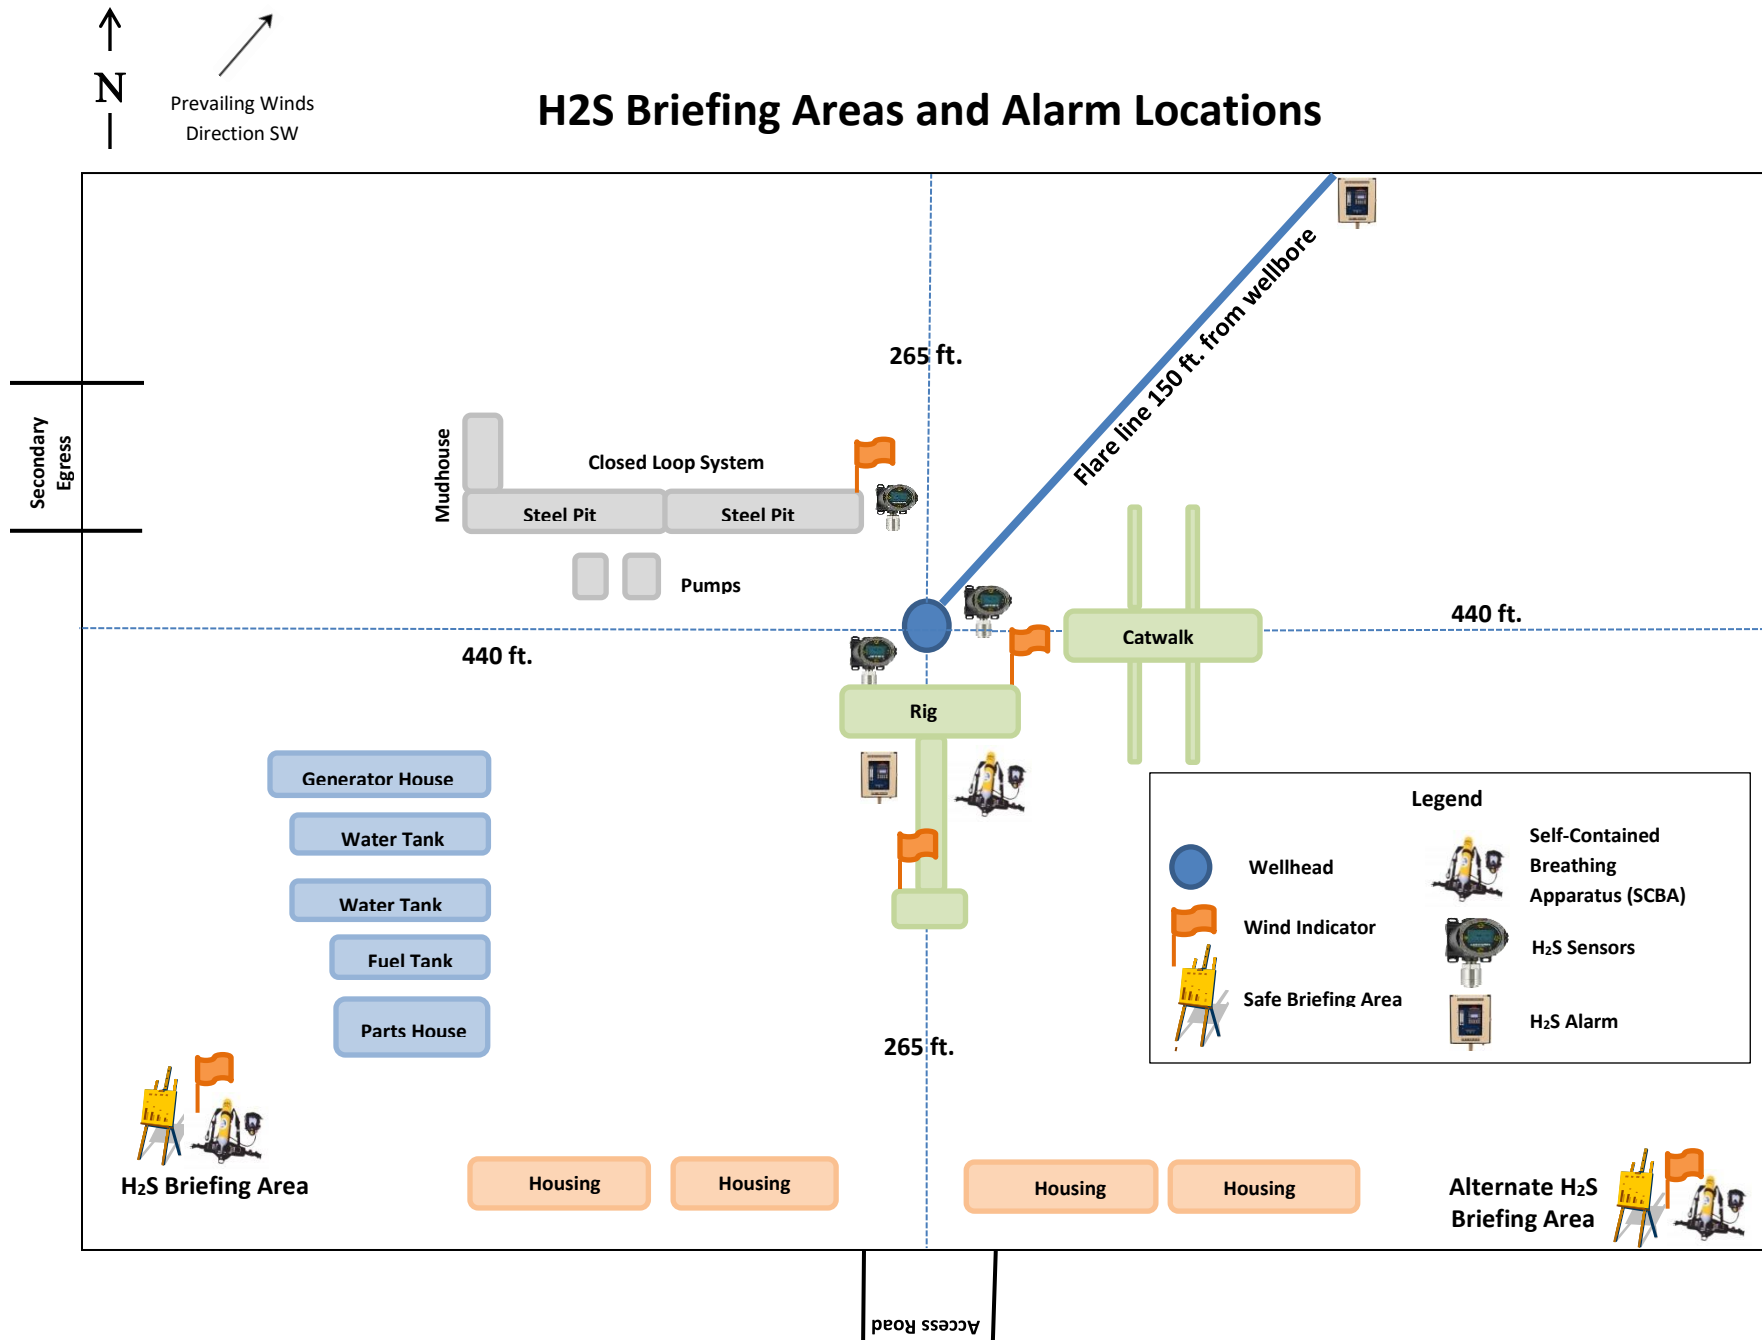 N
Prevailing Winds
Direction SW
H2S Briefing Areas and Alarm Locations
265 ft.
Flare line 150 ft. from wellbore
Secondary
Egress
Mudhouse
Closed Loop System
Steel Pit
Steel Pit
Pumps
440 ft.
440 ft.
Catwalk
Rig
Generator House
Water Tank
Water Tank
Fuel Tank
Parts House
265 ft.
Legend
Wellhead
Wind Indicator
Safe Briefing Area
Self-Contained
Breathing
Apparatus (SCBA)
H₂S Sensors
H₂S Alarm
H₂S Briefing Area
Housing
Housing
Housing
Housing
Alternate H₂S
Briefing Area
Access Road